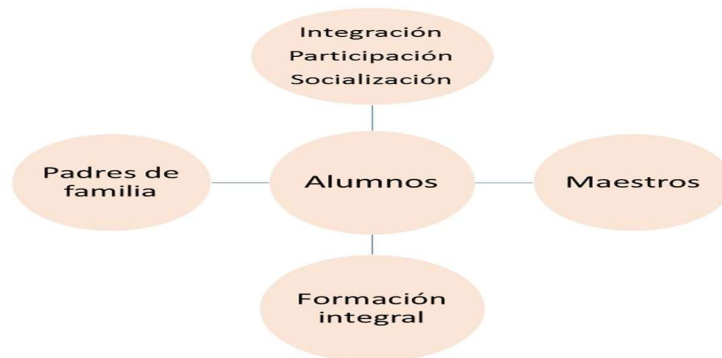 Integración
Participación
Socialización
Padres de
familia
Alumnos
Maestros
Formación
integral